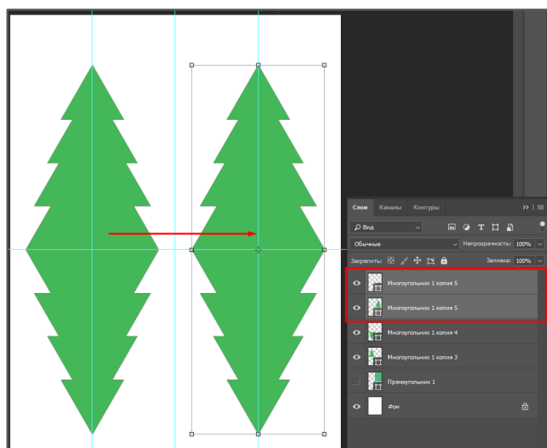 Слои Каналы Контуры
Вид T
Обычные Непрозрачность: 100%
Закрепить: Заливка: 100%
Многоугольник 1 копия 5
Многоугольник 1 копия 5
Многоугольник 1 копия 4
Многоугольник 1 копия 3
Прямоугольник 1
Фон